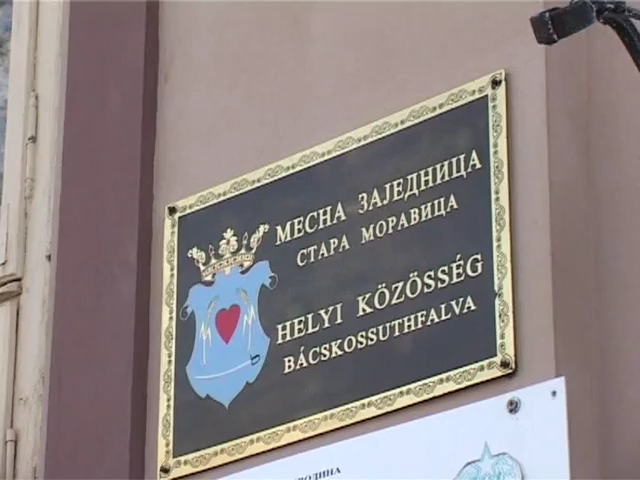 МЕСНА ЗАЈЕДНИЦА
СТАРА МОРАВИЦА
HELYI KÖZÖSSÉG
BÁCSKOSSUTHFALVA